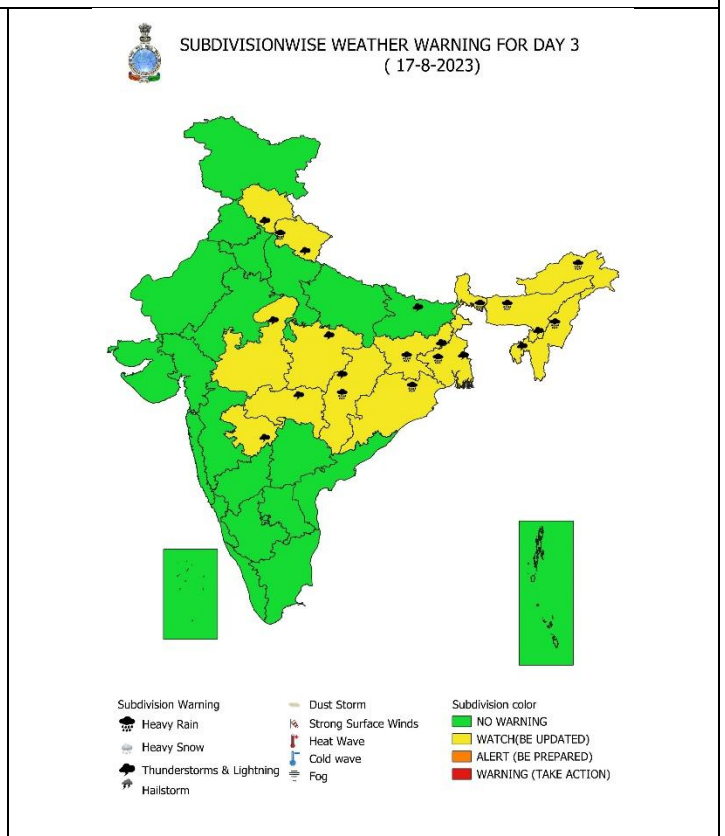 SUBDIVISIONWISE WEATHER WARNING FOR DAY 3
( 17-8-2023)
Subdivision Warning
Heavy Rain
Heavy Snow
Thunderstorms & Lightning
Hailstorm
Dust Storm
Strong Surface Winds
Heat Wave
Cold wave
Fog
Subdivision color
NO WARNING
WATCH(BE UPDATED)
ALERT (BE PREPARED)
WARNING (TAKE ACTION)